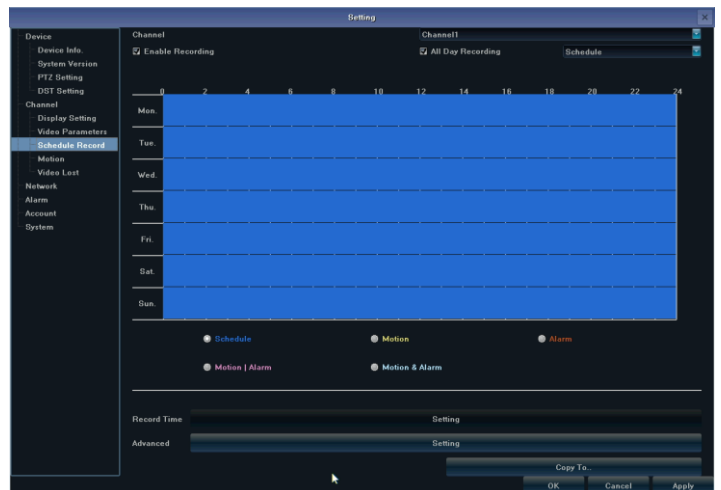 Setting
Device
Device Info.
System Version
PTZ Setting
DST Setting
Channel
Display Setting
Video Parameters
Schedule Record
Motion
Video Lost
Network
Alarm
Account
System
Channel Channel1
Enable Recording All Day Recording Schedule
0 2 4 6 8 10 12 14 16 18 20 22 24
Mon.
Tue.
Wed.
Thu.
Fri.
Sat.
Sun.
Schedule Motion Alarm
Motion | Alarm Motion & Alarm
Record Time Setting
Advanced Setting
Copy To..
OK Cancel Apply